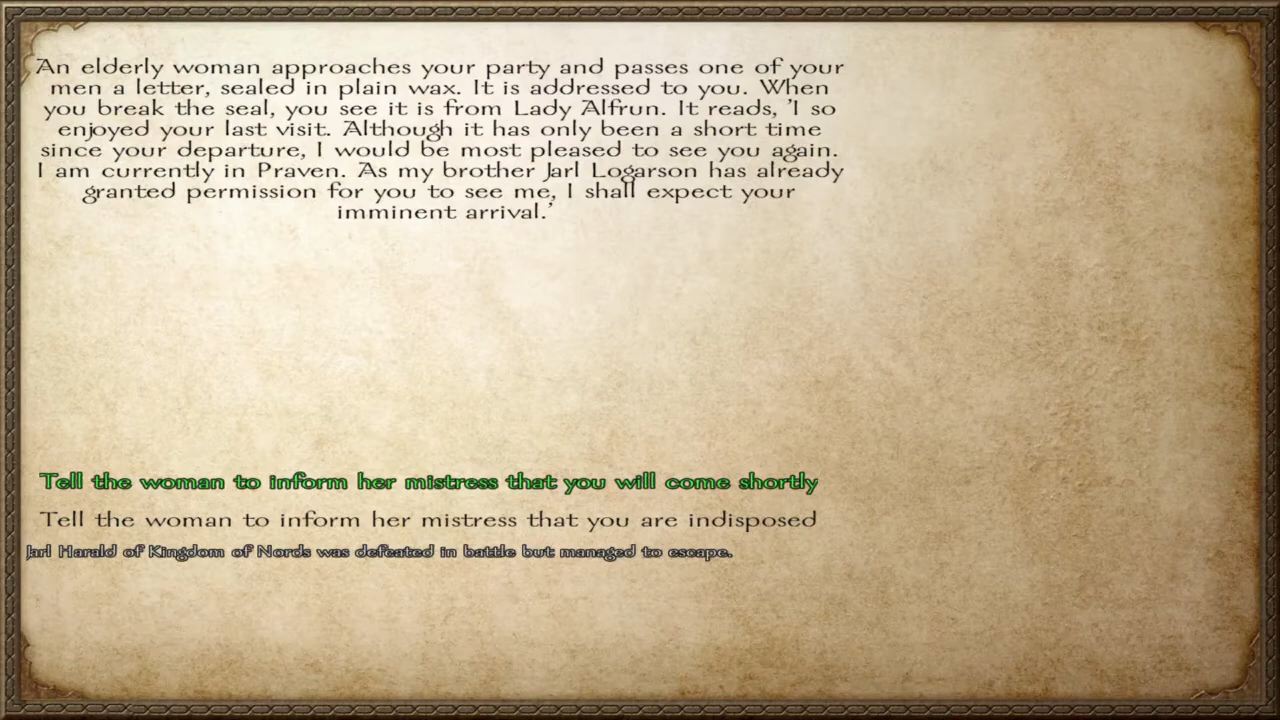 An elderly woman approaches your party and passes one of your
men a letter, sealed in plain wax. It is addressed to you. When
you break the seal, you see it is from Lady Alfrun. It reads, 'I so
enjoyed your last visit. Although it has only been a short time
since your departure, I would be most pleased to see you again.
I am currently in Praven. As my brother Jarl Logarson has already
granted permission for you to see me, I shall expect your
imminent arrival.'
Tell the woman to inform her mistress that you will come shortly
Tell the woman to inform her mistress that you are indisposed
Jarl Harald of Kingdom of Nords was defeated in battle but managed to escape.